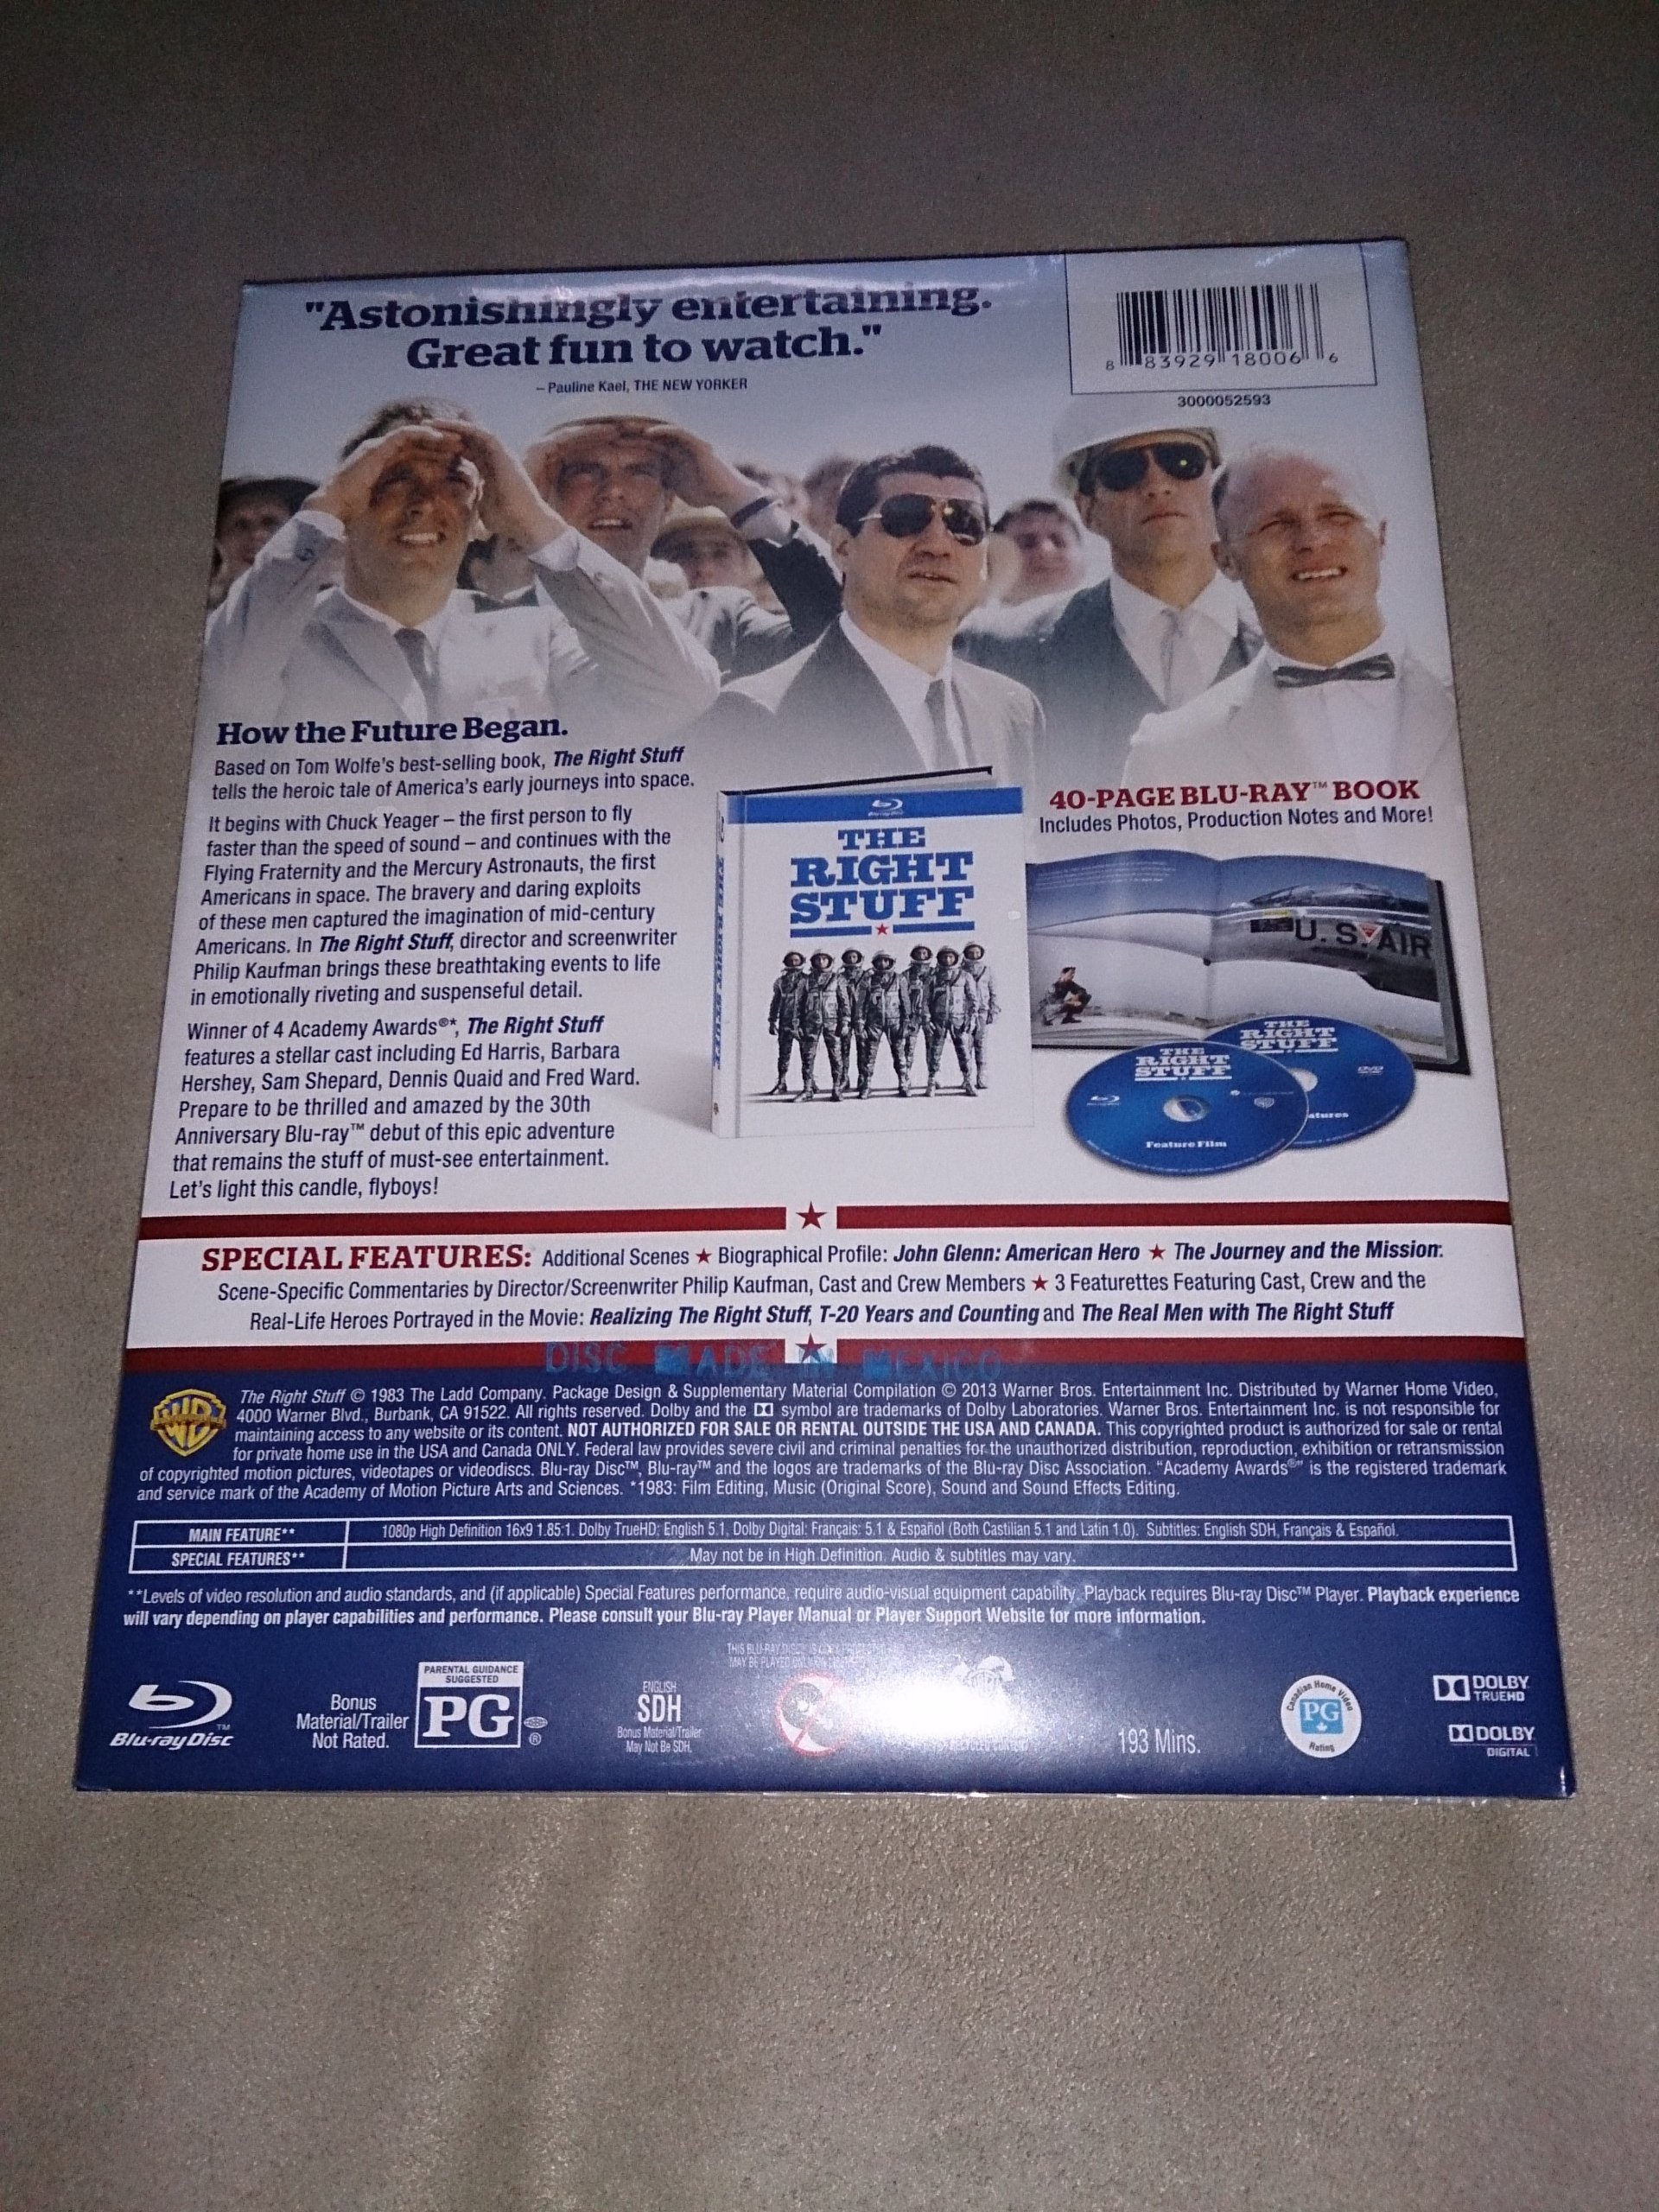 "Astonishingly entertaining.
Great fun to watch."
– Pauline Kael, THE NEW YORKER
8 83929 18006 6
3000052593
How the Future Began.
Based on Tom Wolfe's best-selling book, The Right Stuff
tells the heroic tale of America's early journeys into space.
It begins with Chuck Yeager – the first person to fly
faster than the speed of sound – and continues with the
Flying Fraternity and the Mercury Astronauts, the first
Americans in space. The bravery and daring exploits
of these men captured the imagination of mid-century
Americans. In The Right Stuff, director and screenwriter
Philip Kaufman brings these breathtaking events to life
in emotionally riveting and suspenseful detail.
Winner of 4 Academy Awards®*, The Right Stuff
features a stellar cast including Ed Harris, Barbara
Hershey, Sam Shepard, Dennis Quaid and Fred Ward.
Prepare to be thrilled and amazed by the 30th
Anniversary Blu-ray™ debut of this epic adventure
that remains the stuff of must-see entertainment.
Let's light this candle, flyboys!
THE
RIGHT
STUFF
THE RIGHT STUFF
40-PAGE BLU-RAY™ BOOK
Includes Photos, Production Notes and More!
U.S. AIR
THE
RIGHT
STUFF
DVD
THE
RIGHT
STUFF
Feature Film
SPECIAL FEATURES: Additional Scenes ★ Biographical Profile: John Glenn: American Hero ★ The Journey and the Mission:
Scene-Specific Commentaries by Director/Screenwriter Philip Kaufman, Cast and Crew Members ★ 3 Featurettes Featuring Cast, Crew and the
Real-Life Heroes Portrayed in the Movie: Realizing The Right Stuff, T-20 Years and Counting and The Real Men with The Right Stuff
DISC MADE IN MEXICO
The Right Stuff © 1983 The Ladd Company. Package Design & Supplementary Material Compilation © 2013 Warner Bros. Entertainment Inc. Distributed by Warner Home Video,
4000 Warner Blvd., Burbank, CA 91522. All rights reserved. Dolby and the symbol are trademarks of Dolby Laboratories. Warner Bros. Entertainment Inc. is not responsible for
maintaining access to any website or its content. NOT AUTHORIZED FOR SALE OR RENTAL OUTSIDE THE USA AND CANADA. This copyrighted product is authorized for sale or rental
for private home use in the USA and Canada ONLY. Federal law provides severe civil and criminal penalties for the unauthorized distribution, reproduction, exhibition or retransmission
of copyrighted motion pictures, videotapes or videodiscs. Blu-ray Disc™, Blu-ray™ and the logos are trademarks of the Blu-ray Disc Association. "Academy Awards®" is the registered trademark
and service mark of the Academy of Motion Picture Arts and Sciences. *1983: Film Editing, Music (Original Score), Sound and Sound Effects Editing.
MAIN FEATURE** 1080p High Definition 16x9 1.85:1. Dolby TrueHD: English 5.1, Dolby Digital: Français: 5.1 & Español (Both Castilian 5.1 and Latin 1.0). Subtitles: English SDH, Français & Español.
SPECIAL FEATURES** May not be in High Definition. Audio & subtitles may vary.
**Levels of video resolution and audio standards, and (if applicable) Special Features performance, require audio-visual equipment capability. Playback requires Blu-ray Disc™ Player. Playback experience
will vary depending on player capabilities and performance. Please consult your Blu-ray Player Manual or Player Support Website for more information.
Blu-ray Disc™
Bonus
Material/Trailer
Not Rated.
PARENTAL GUIDANCE
SUGGESTED
PG
®
ENGLISH
SDH
Bonus Material/Trailer
May Not Be SDH.
THIS BLU-RAY DISC
MAY BE PLAYED
193 Mins.
Canadian Home Video
PG
Rating
DOLBY
TRUEHD
DOLBY
DIGITAL